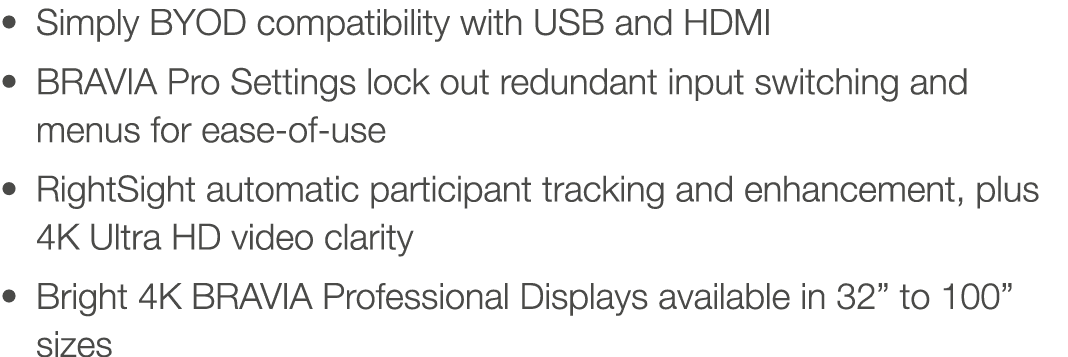 • Simply BYOD compatibility with USB and HDMI
• BRAVIA Pro Settings lock out redundant input switching and
menus for ease-of-use
• RightSight automatic participant tracking and enhancement, plus
4K Ultra HD video clarity
• Bright 4K BRAVIA Professional Displays available in 32” to 100”
sizes